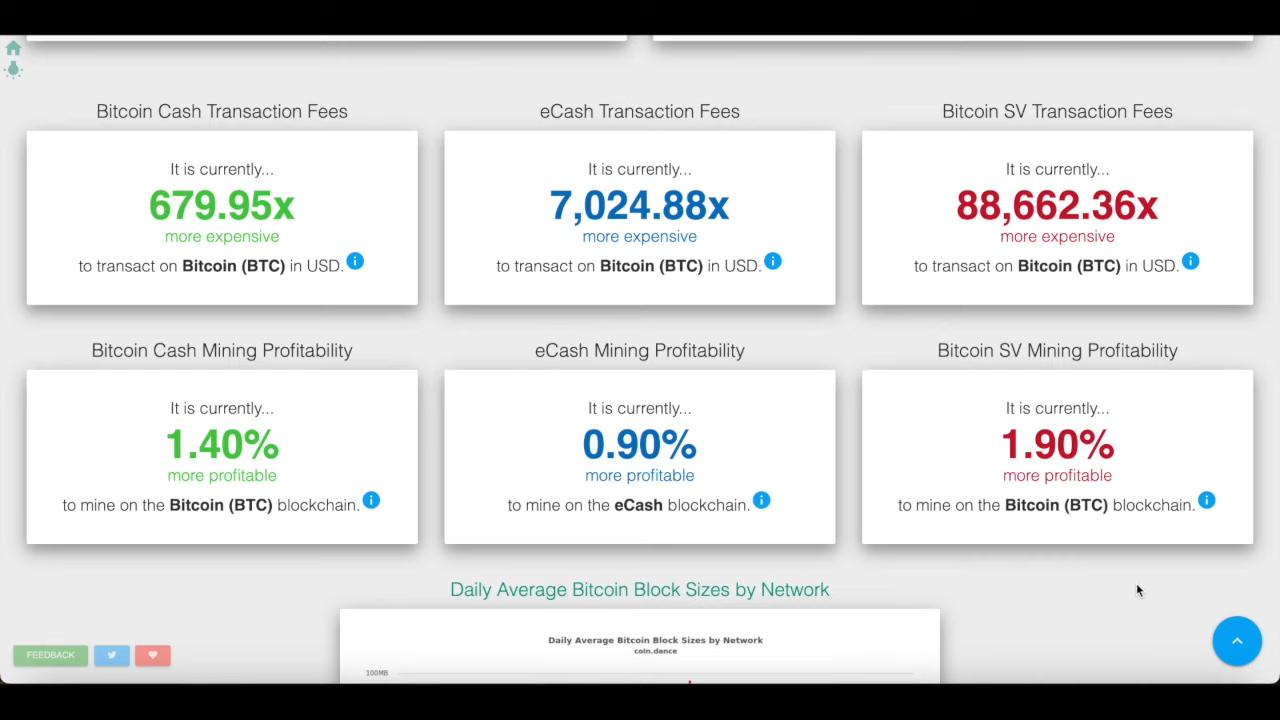 Bitcoin Cash Transaction Fees
It is currently...
679.95x
more expensive
to transact on Bitcoin (BTC) in USD.
eCash Transaction Fees
It is currently...
7,024.88x
more expensive
to transact on Bitcoin (BTC) in USD.
Bitcoin SV Transaction Fees
It is currently...
88,662.36x
more expensive
to transact on Bitcoin (BTC) in USD.
Bitcoin Cash Mining Profitability
It is currently...
1.40%
more profitable
to mine on the Bitcoin (BTC) blockchain.
eCash Mining Profitability
It is currently...
0.90%
more profitable
to mine on the eCash blockchain.
Bitcoin SV Mining Profitability
It is currently...
1.90%
more profitable
to mine on the Bitcoin (BTC) blockchain.
Daily Average Bitcoin Block Sizes by Network
Daily Average Bitcoin Block Sizes by Network
coin.dance
100MB
FEEDBACK